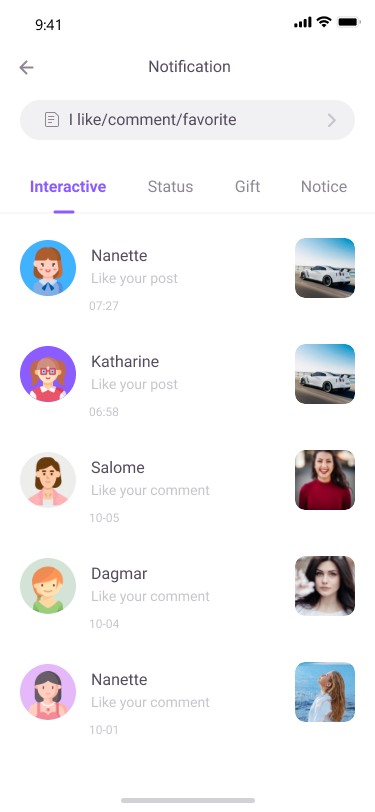 9:41
Notification
I like/comment/favorite
Interactive Status Gift Notice
Nanette
Like your post
07:27
Katharine
Like your post
06:58
Salome
Like your comment
10-05
Dagmar
Like your comment
10-04
Nanette
Like your comment
10-01